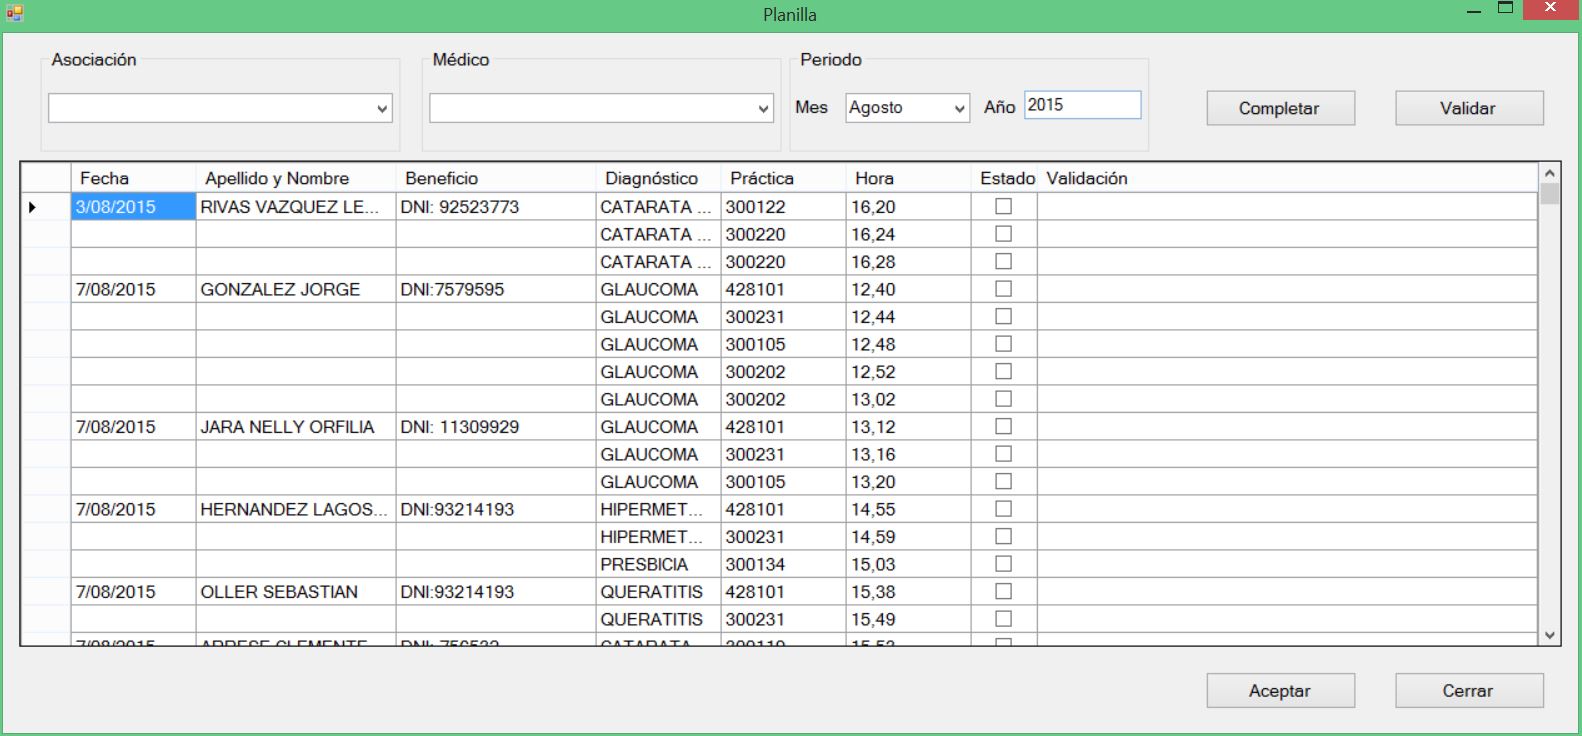 Planilla
Asociación Médico Periodo
Mes Agosto Año 2015 Completar Validar
Fecha Apellido y Nombre Beneficio Diagnóstico Práctica Hora Estado Validación
3/08/2015 RIVAS VAZQUEZ LE... DNI: 92523773 CATARATA ... 300122 16,20
CATARATA ... 300220 16,24
CATARATA ... 300220 16,28
7/08/2015 GONZALEZ JORGE DNI:7579595 GLAUCOMA 428101 12,40
GLAUCOMA 300231 12,44
GLAUCOMA 300105 12,48
GLAUCOMA 300202 12,52
GLAUCOMA 300202 13,02
7/08/2015 JARA NELLY ORFILIA DNI: 11309929 GLAUCOMA 428101 13,12
GLAUCOMA 300231 13,16
GLAUCOMA 300105 13,20
7/08/2015 HERNANDEZ LAGOS... DNI:93214193 HIPERMET... 428101 14,55
HIPERMET... 300231 14,59
PRESBICIA 300134 15,03
7/08/2015 OLLER SEBASTIAN DNI:93214193 QUERATITIS 428101 15,38
QUERATITIS 300231 15,49
7/08/2015 CLEMENTE DNI: CATARATA
Aceptar Cerrar